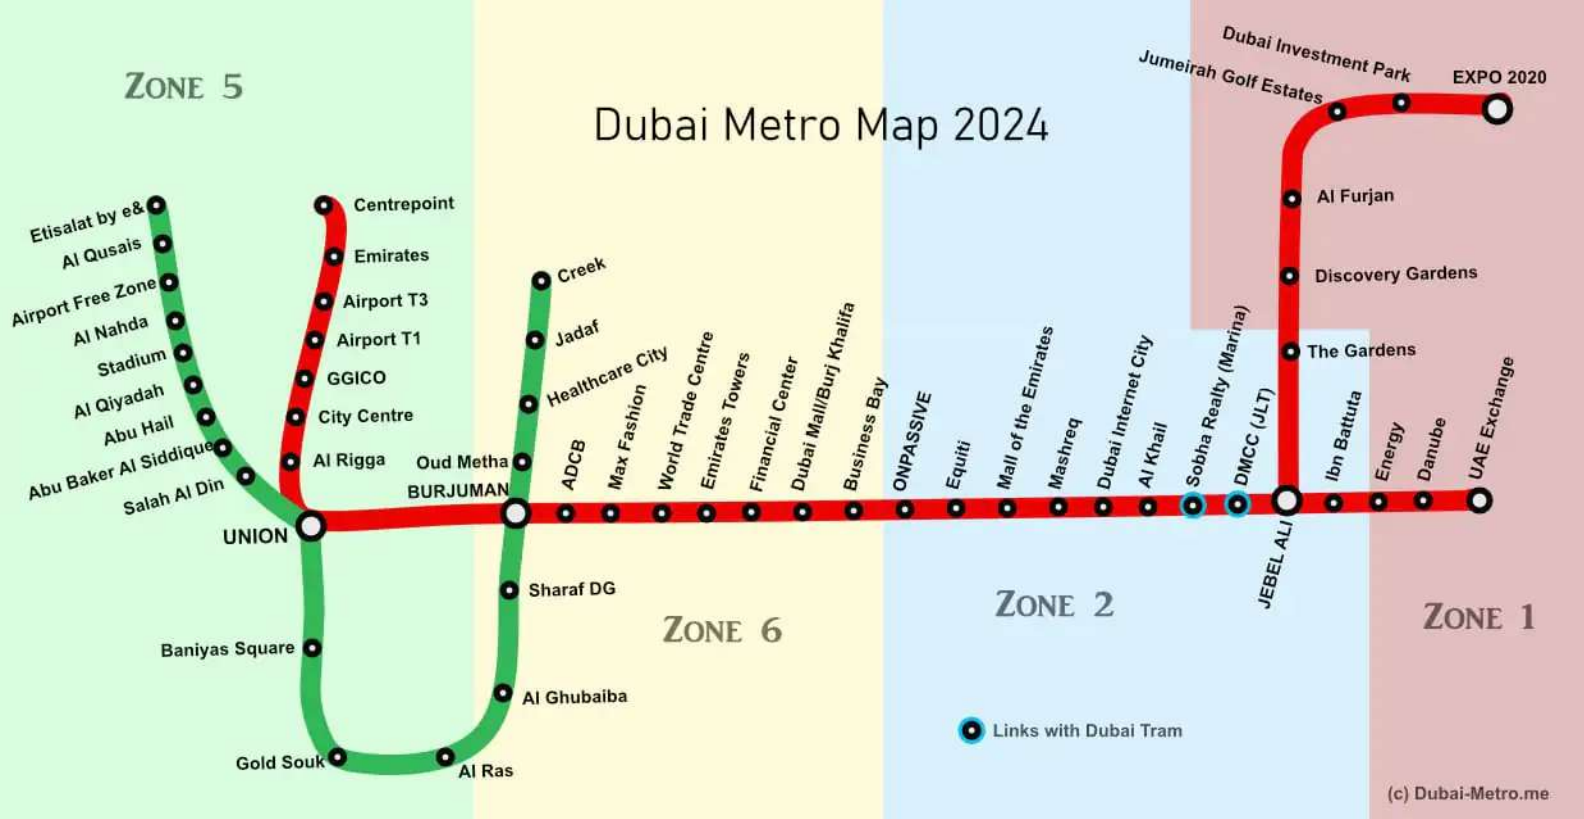 Dubai Metro Map 2024
ZONE 5
Etisalat by e&
Al Qusais
Airport Free Zone
Al Nahda
Stadium
Al Qiyadah
Abu Hail
Abu Baker Al Siddique
Salah Al Din
UNION
Baniyas Square
Gold Souk
Al Ras
Al Ghubaiba
Sharaf DG
BURJUMAN
Oud Metha
Healthcare City
Jadaf
Creek
Centrepoint
Emirates
Airport T3
Airport T1
GGICO
City Centre
Al Rigga
ADCB
Max Fashion
World Trade Centre
Emirates Towers
Financial Center
Dubai Mall/Burj Khalifa
Business Bay
ONPASSIVE
Equiti
Mall of the Emirates
Mashreq
Dubai Internet City
Al Khail
Sobha Realty (Marina)
DMCC (JLT)
JEBEL ALI
Ibn Battuta
Energy
Danube
UAE Exchange
The Gardens
Discovery Gardens
Al Furjan
Jumeirah Golf Estates
Dubai Investment Park
EXPO 2020
ZONE 6
ZONE 2
ZONE 1
Links with Dubai Tram
(c) Dubai-Metro.me